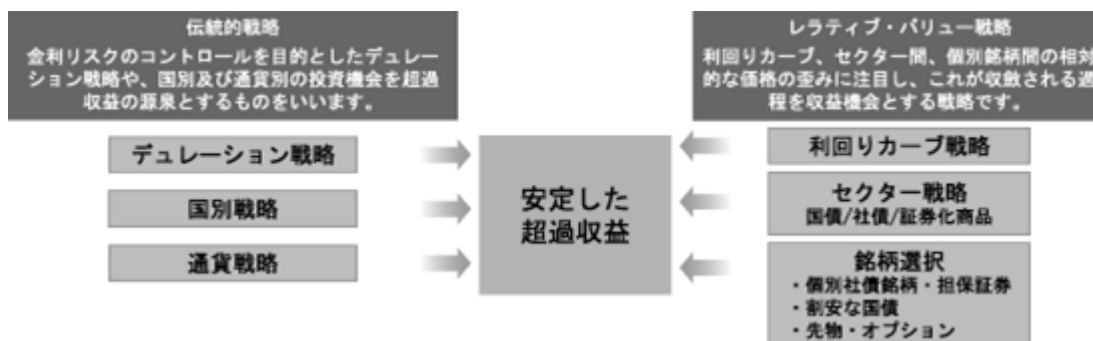 伝統的戦略
金利リスクのコントロールを目的としたデュレー
ション戦略や、国別及び通貨別の投資機会を超過
収益の源泉とするものをいいます。
デュレーション戦略
国別戦略
通貨戦略
安定した
超過収益
レラティブ・バリュー戦略
利回りカーブ、セクター間、個別銘柄間の相対
的な価格の歪みに注目し、これが収斂される過
程を収益機会とする戦略です。
利回りカーブ戦略
セクター戦略
国債/社債/証券化商品
銘柄選択
・個別社債銘柄・担保証券
・割安な国債
・先物・オプション